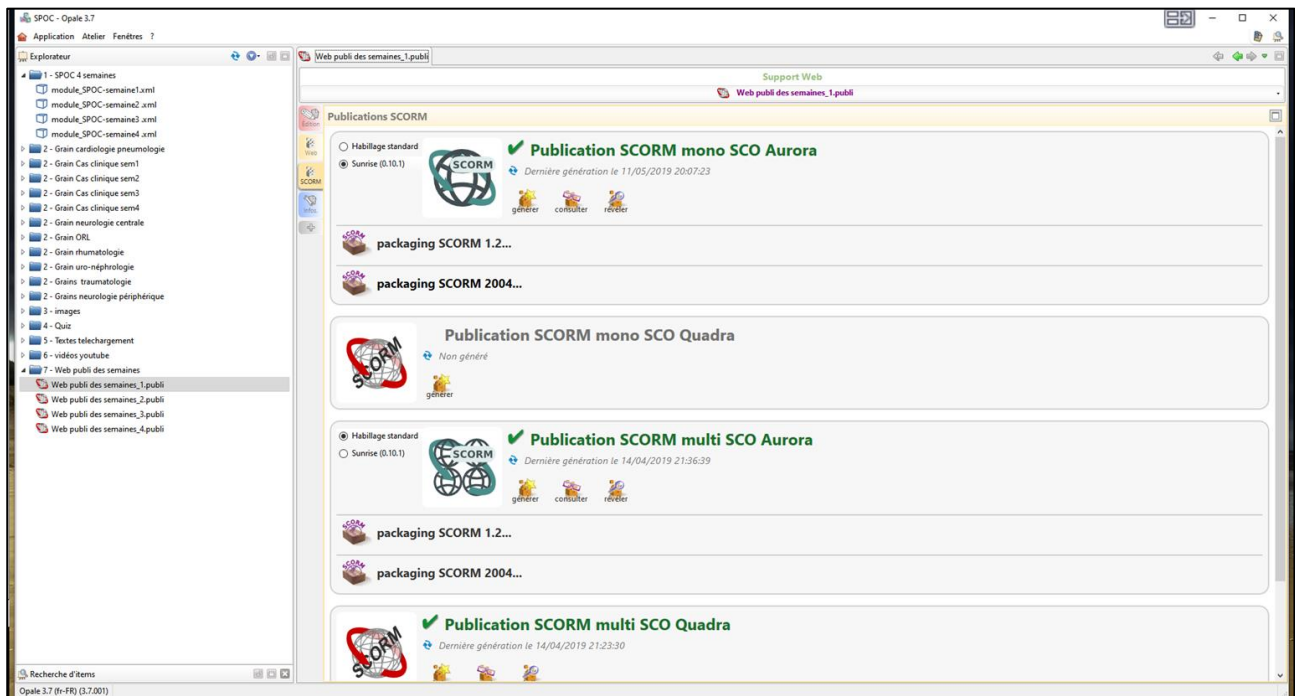 SPOC - Opale 3.7
Application Atelier Fenêtres ?
Explorateur
1 - SPOC 4 semaines
module_SPOC-semaine1.xml
module_SPOC-semaine2 .xml
module_SPOC-semaine3 .xml
module_SPOC-semaine4 .xml
2 - Grain cardiologie pneumologie
2 - Grain Cas clinique sem1
2 - Grain Cas clinique sem2
2 - Grain Cas clinique sem3
2 - Grain Cas clinique sem4
2 - Grain neurologie centrale
2 - Grain ORL
2 - Grain rhumatologie
2 - Grain uro-néphrologie
2 - Grains  traumatologie
2 - Grains neurologie périphérique
3 - images
4 - Quiz
5 - Textes telechargement
6 - vidéos youtube
7 - Web publi des semaines
Web publi des semaines_1.publi
Web publi des semaines_2.publi
Web publi des semaines_3.publi
Web publi des semaines_4.publi
Recherche d'items
Opale 3.7 (fr-FR) (3.7.001)
Web publi des semaines_1.publi
Support Web
Web publi des semaines_1.publi
Web
SCORM
Infos
Publications SCORM
Habillage standard
Sunrise (0.10.1)
SCORM
Publication SCORM mono SCO Aurora
Dernière génération le 11/05/2019 20:07:23
générer consulter révéler
SCORM
packaging SCORM 1.2...
SCORM
packaging SCORM 2004...
SCORM
Publication SCORM mono SCO Quadra
Non généré
générer
Habillage standard
Sunrise (0.10.1)
SCORM
Publication SCORM multi SCO Aurora
Dernière génération le 14/04/2019 21:36:39
générer consulter révéler
SCORM
packaging SCORM 1.2...
SCORM
packaging SCORM 2004...
SCORM
Publication SCORM multi SCO Quadra
Dernière génération le 14/04/2019 21:23:30